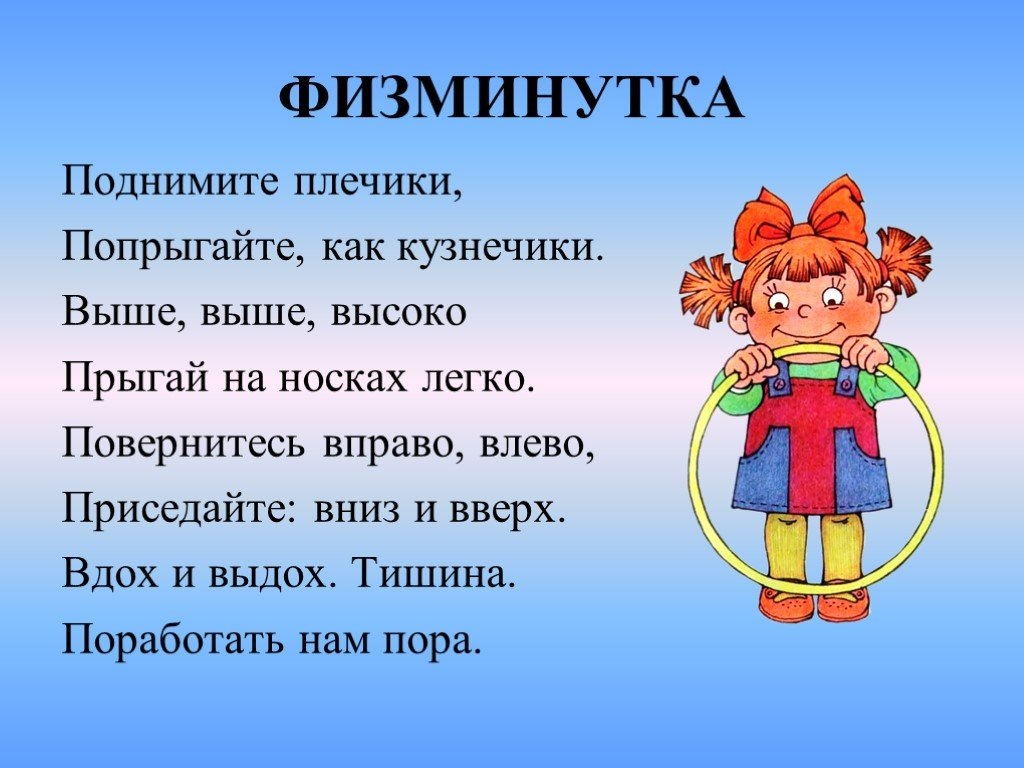 ФИЗМИНУТКА
Поднимите плечики,
Попрыгайте, как кузнечики.
Выше, выше, высоко
Прыгай на носках легко.
Повернитесь вправо, влево,
Приседайте: вниз и вверх.
Вдох и выдох. Тишина.
Поработать нам пора.